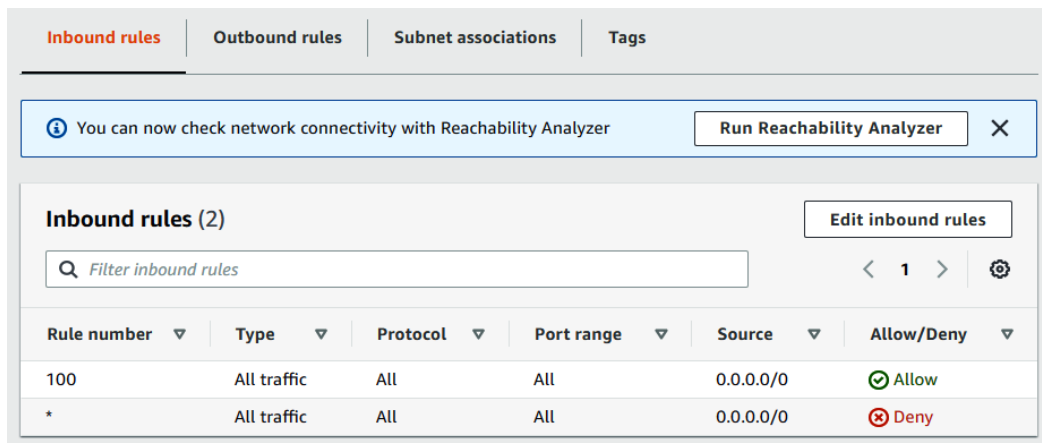 Inbound rules Outbound rules Subnet associations Tags
You can now check network connectivity with Reachability Analyzer Run Reachability Analyzer
Inbound rules (2) Edit inbound rules
Filter inbound rules 1
Rule number Type Protocol Port range Source Allow/Deny
100 All traffic All All 0.0.0.0/0 Allow
* All traffic All All 0.0.0.0/0 Deny